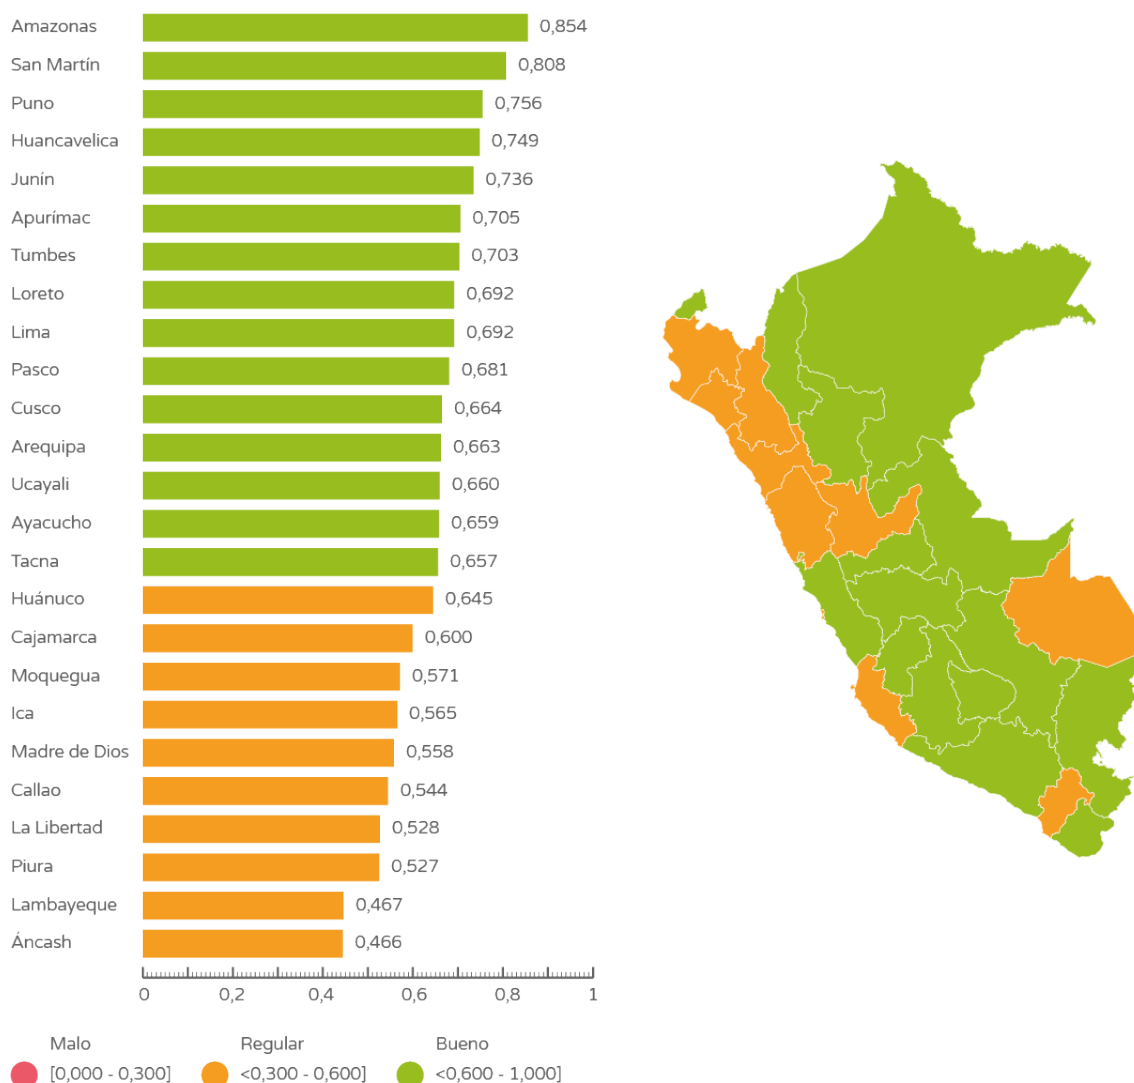 Amazonas 0,854
San Martín 0,808
Puno 0,756
Huancavelica 0,749
Junín 0,736
Apurímac 0,705
Tumbes 0,703
Loreto 0,692
Lima 0,692
Pasco 0,681
Cusco 0,664
Arequipa 0,663
Ucayali 0,660
Ayacucho 0,659
Tacna 0,657
Huánuco 0,645
Cajamarca 0,600
Moquegua 0,571
Ica 0,565
Madre de Dios 0,558
Callao 0,544
La Libertad 0,528
Piura 0,527
Lambayeque 0,467
Áncash 0,466
0 0,2 0,4 0,6 0,8 1
Malo Regular Bueno
[0,000 - 0,300] <0,300 - 0,600] <0,600 - 1,000]